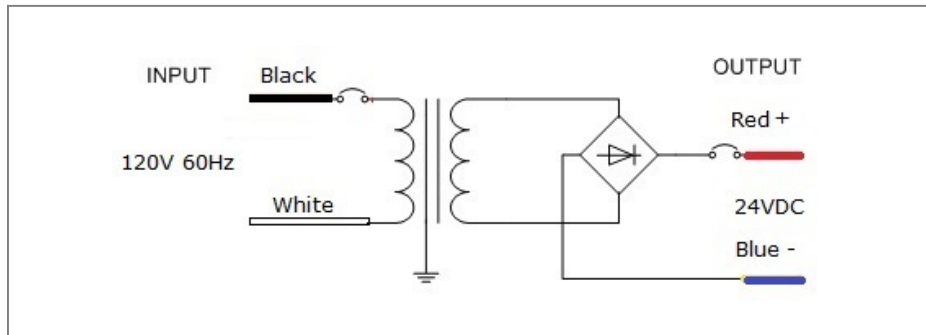 INPUT
Black
OUTPUT
Red +
120V 60Hz
White
24VDC
Blue -